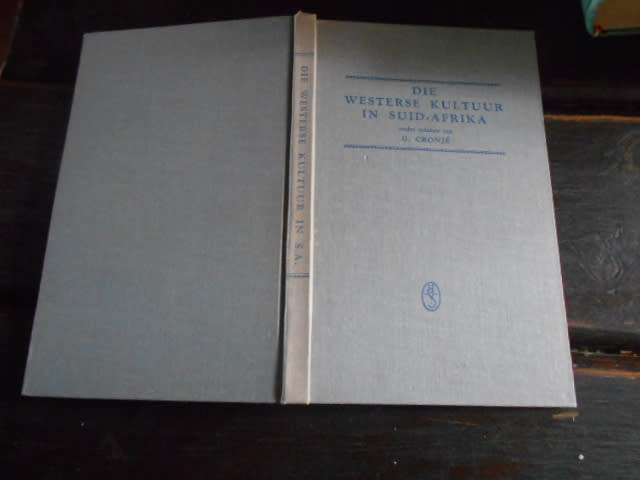 DIE
WESTERSE KULTUUR
IN SUID-AFRIKA
onder redaksie van
G. CRONJÉ
DIE WESTERSE KULTUUR IN S.A.